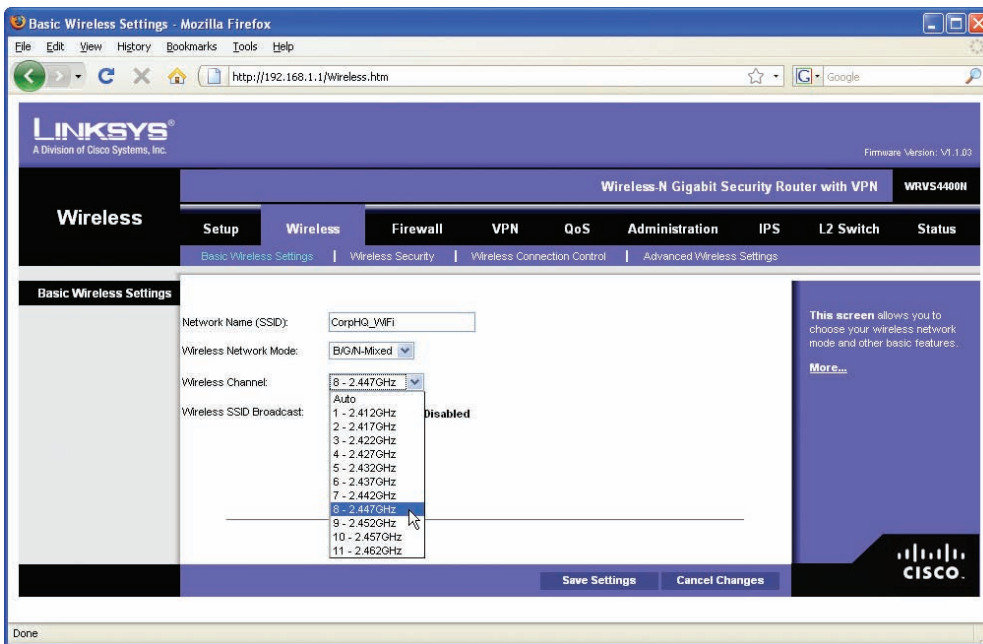 Basic Wireless Settings - Mozilla Firefox
File Edit View History Bookmarks Tools Help
http://192.168.1.1/Wireless.htm
G Google
LINKSYS®
A Division of Cisco Systems, Inc.
Firmware Version: V1.1.03
Wireless-N Gigabit Security Router with VPN WRVS4400N
Wireless
Setup Wireless Firewall VPN QoS Administration IPS L2 Switch Status
Basic Wireless Settings | Wireless Security | Wireless Connection Control | Advanced Wireless Settings
Basic Wireless Settings
Network Name (SSID): CorpHQ_WiFi
Wireless Network Mode: B/G/N-Mixed
Wireless Channel: 8 - 2.447GHz
Wireless SSID Broadcast: Disabled
Auto
1 - 2.412GHz
2 - 2.417GHz
3 - 2.422GHz
4 - 2.427GHz
5 - 2.432GHz
6 - 2.437GHz
7 - 2.442GHz
8 - 2.447GHz
9 - 2.452GHz
10 - 2.457GHz
11 - 2.462GHz
This screen allows you to
choose your wireless network
mode and other basic features.
More...
Save Settings Cancel Changes
CISCO.
Done